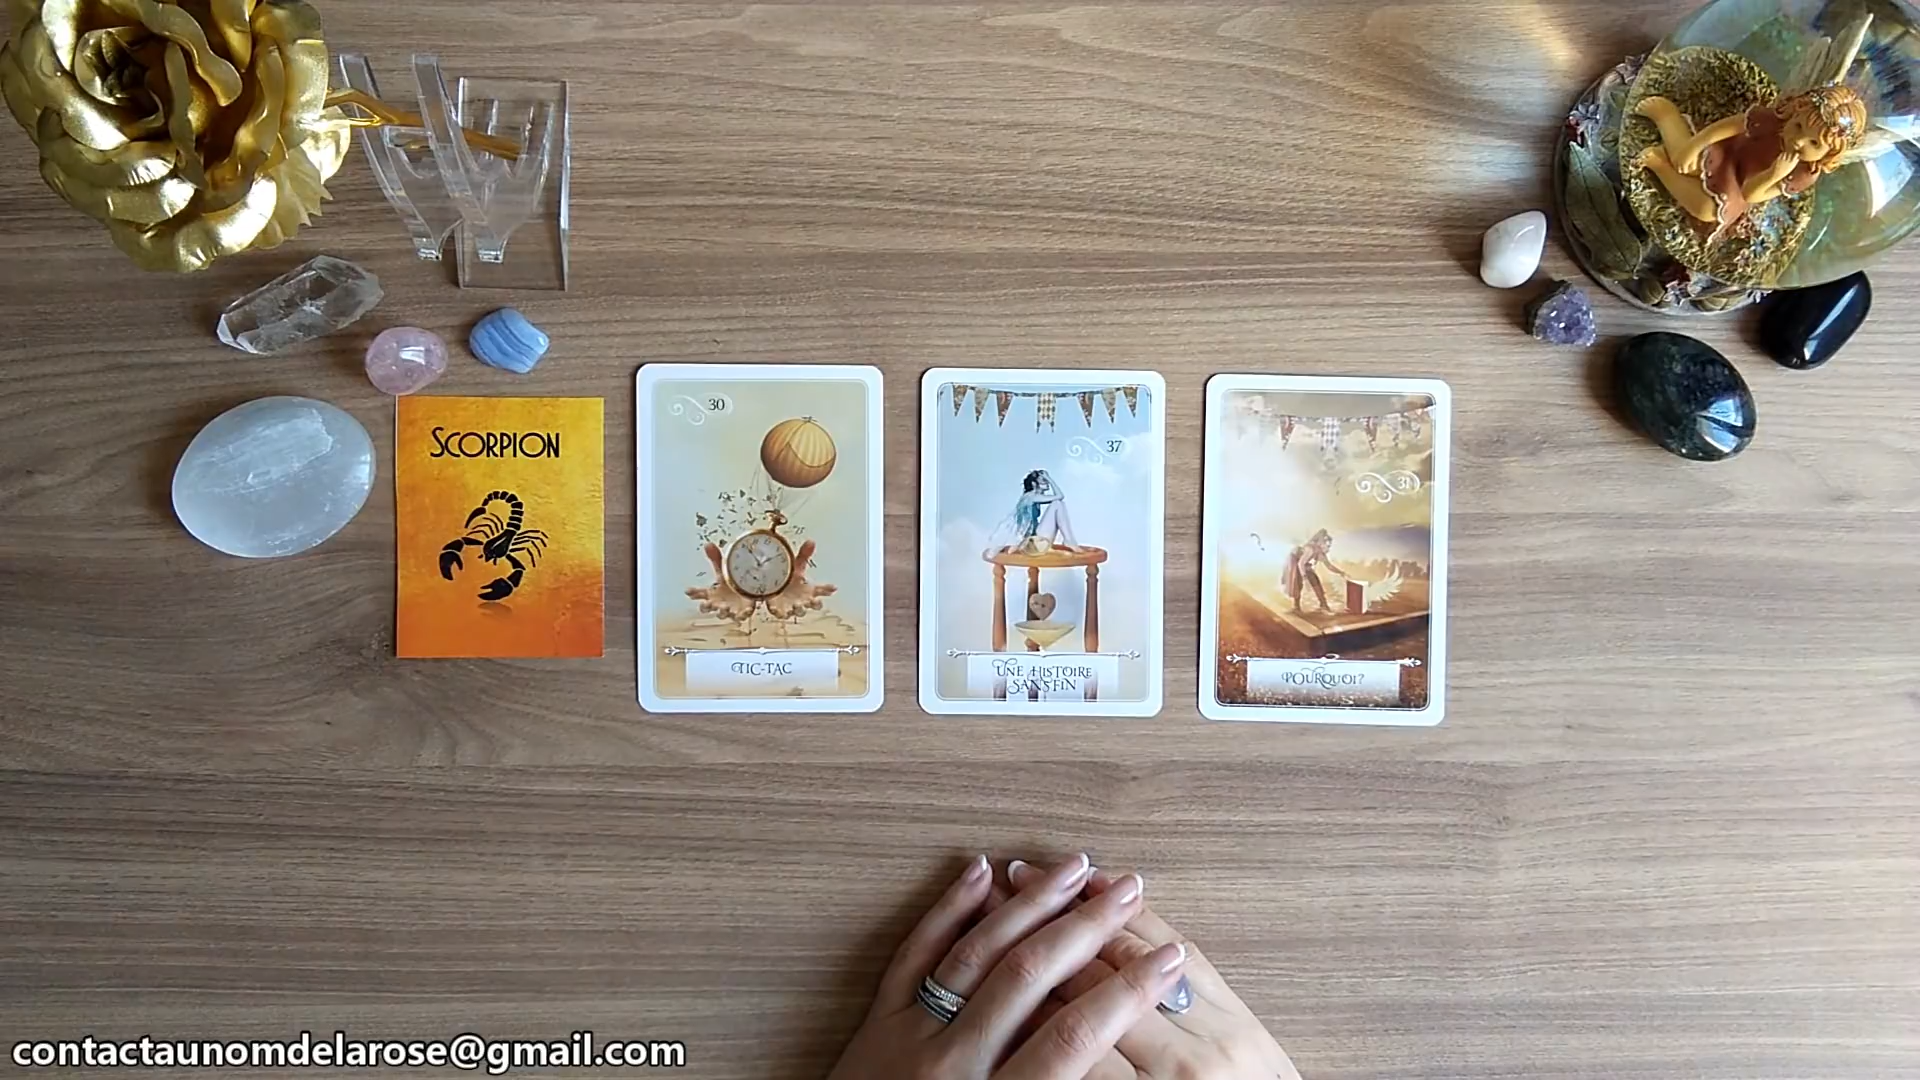 SCORPION
30
TIC-TAC
37
UNE HISTOIRE
SANS FIN
31
POURQUOI?
contactaunomdelarose@gmail.com